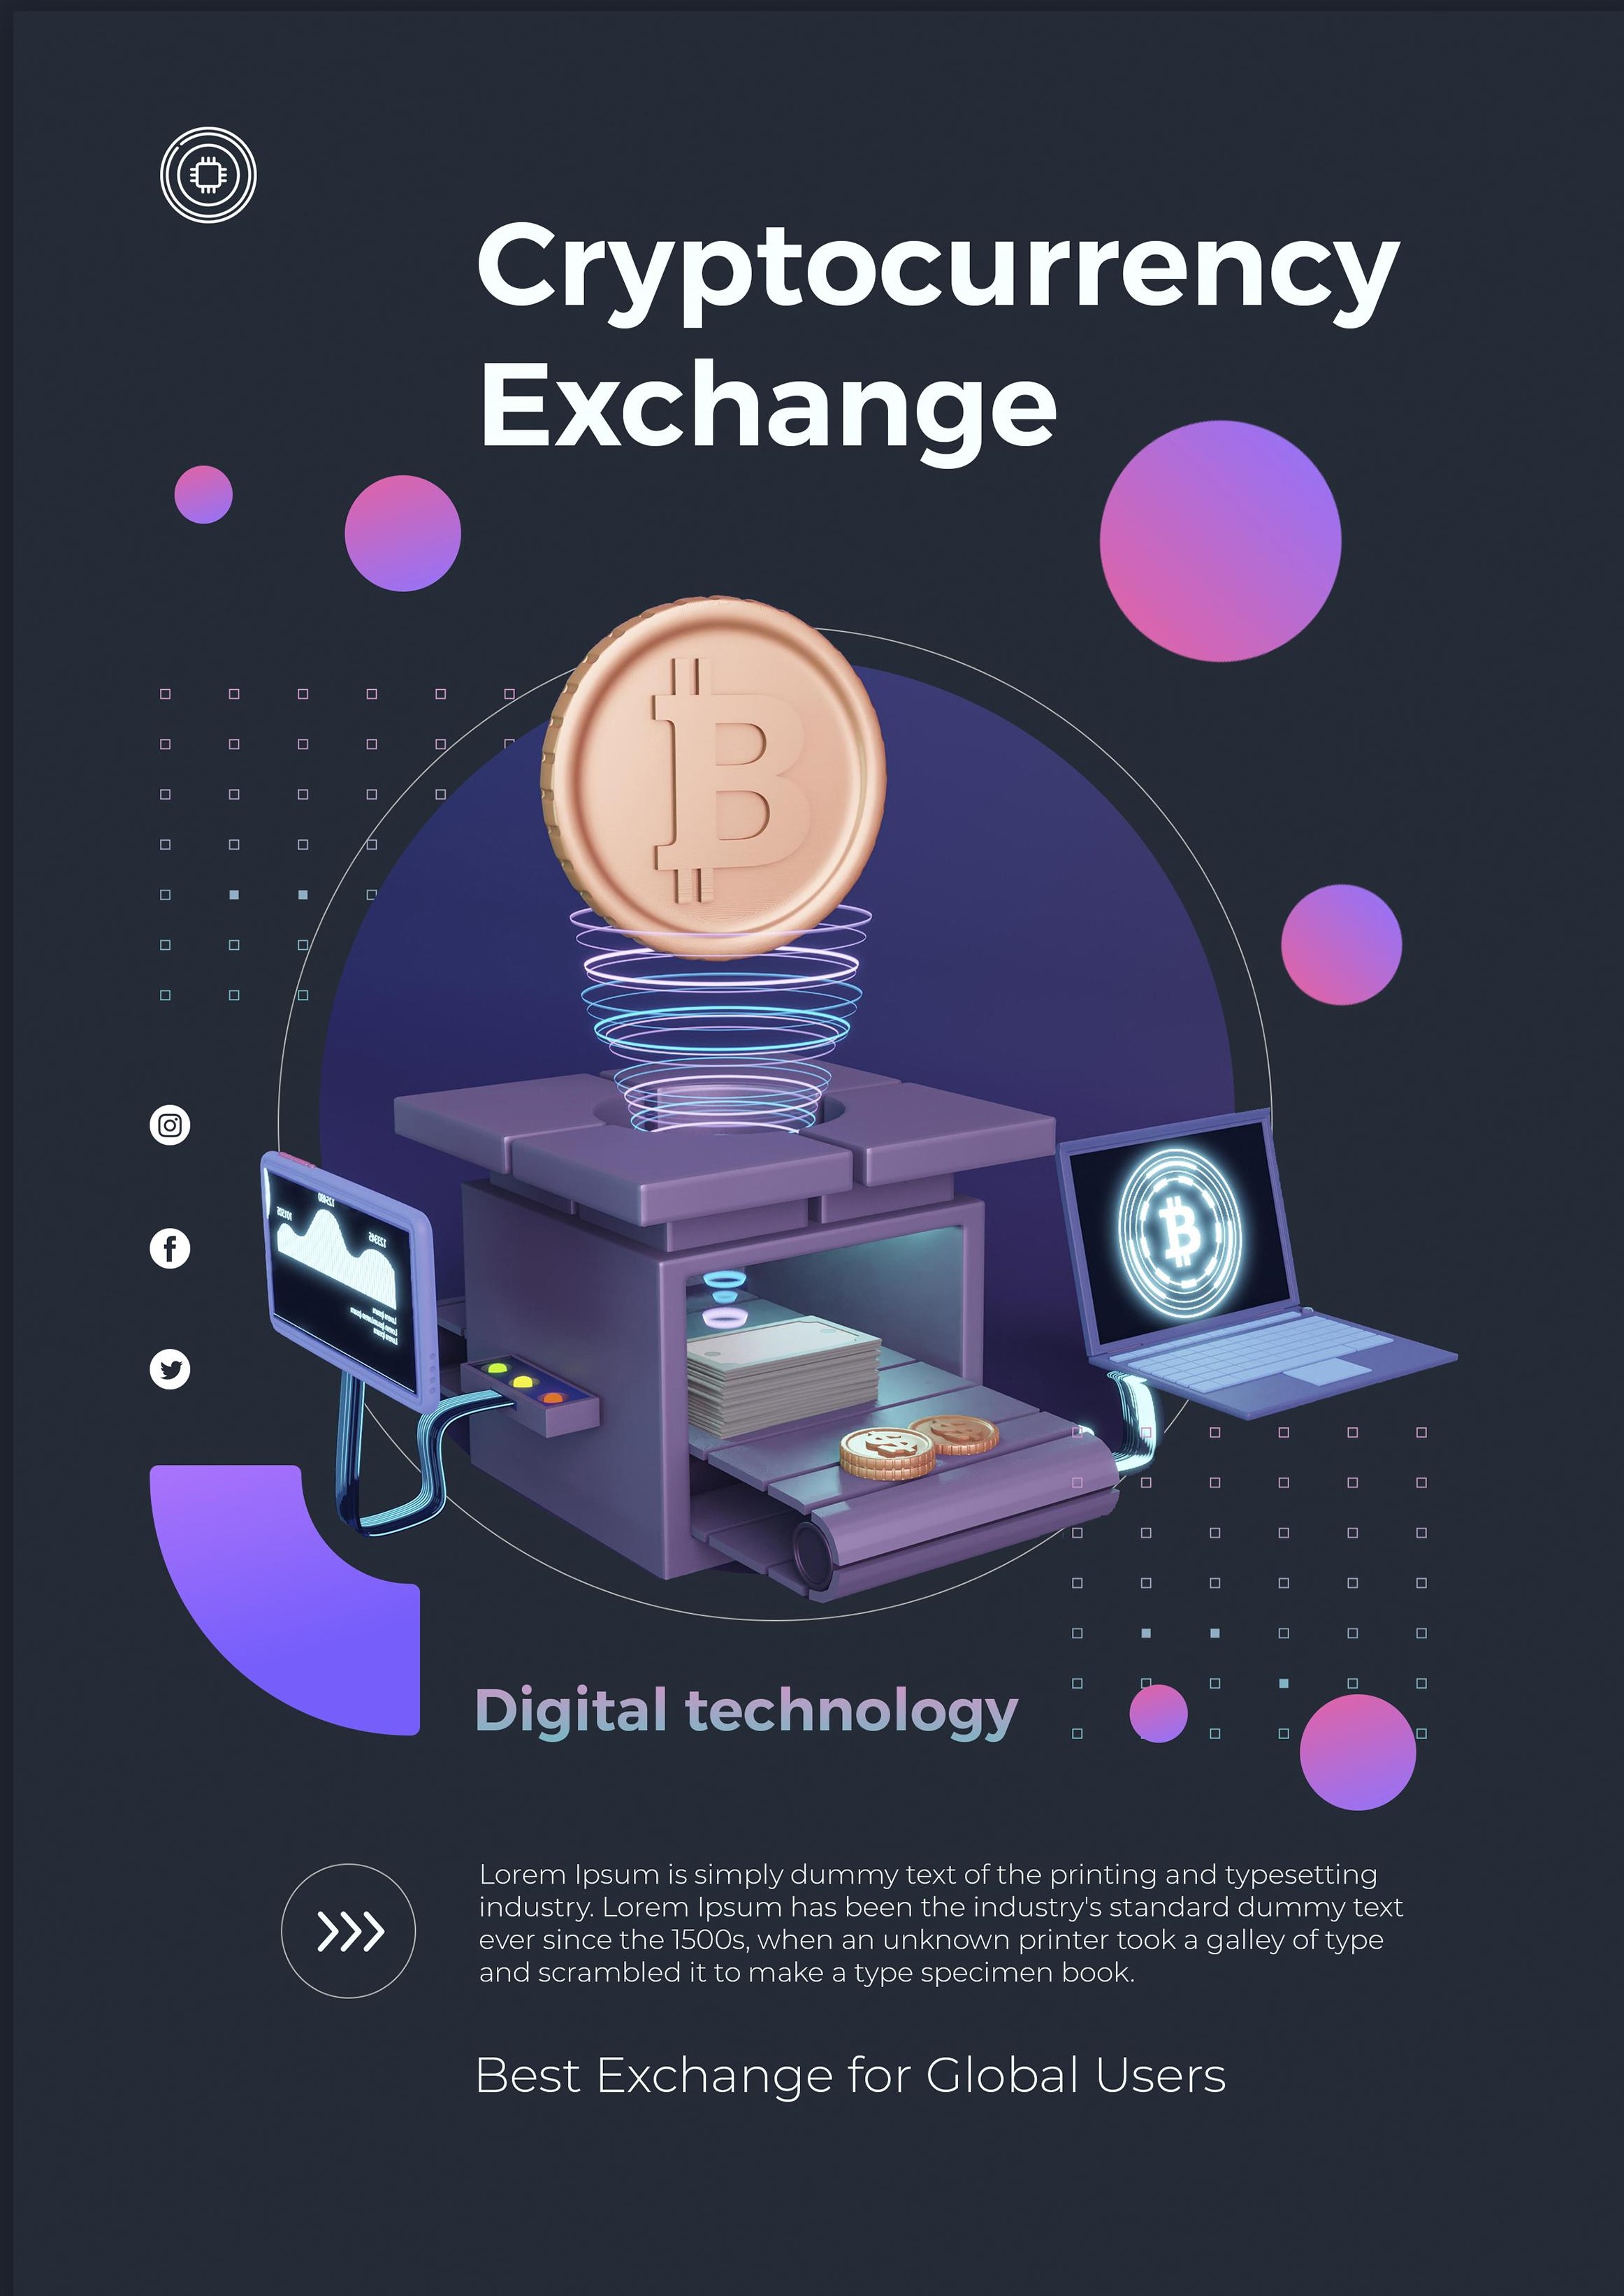 Cryptocurrency
Exchange
Digital technology
Lorem Ipsum is simply dummy text of the printing and typesetting
industry. Lorem Ipsum has been the industry's standard dummy text
ever since the 1500s, when an unknown printer took a galley of type
and scrambled it to make a type specimen book.
Best Exchange for Global Users